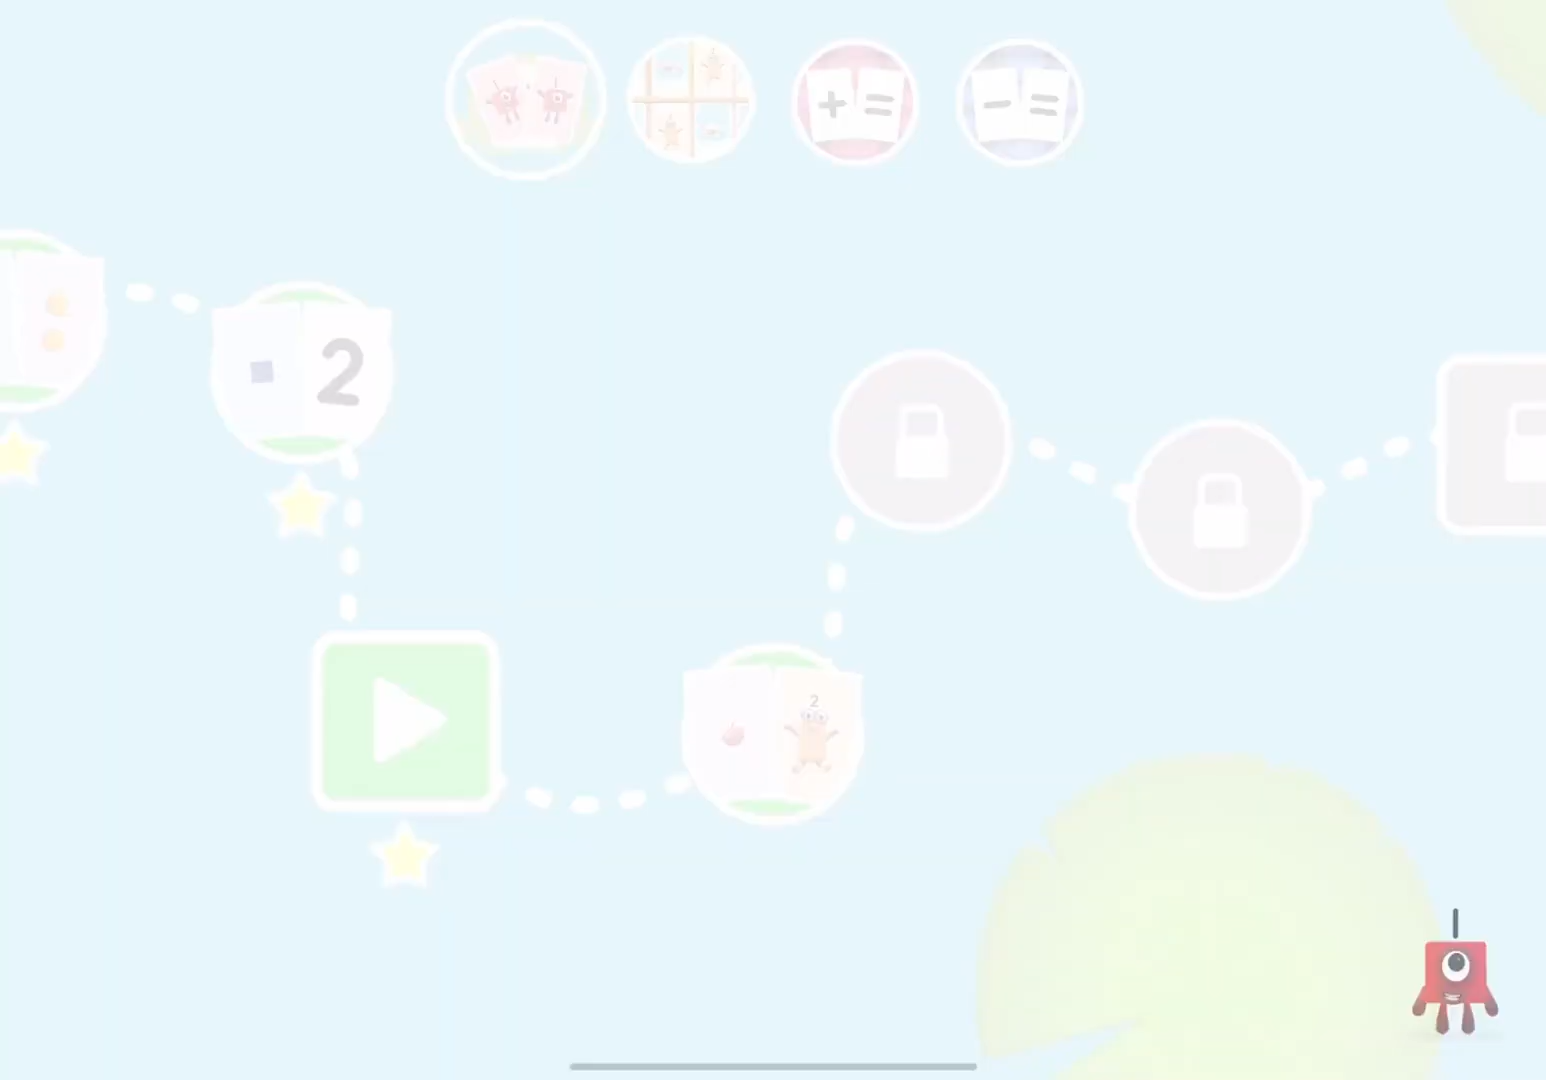 + =
- =
2
2